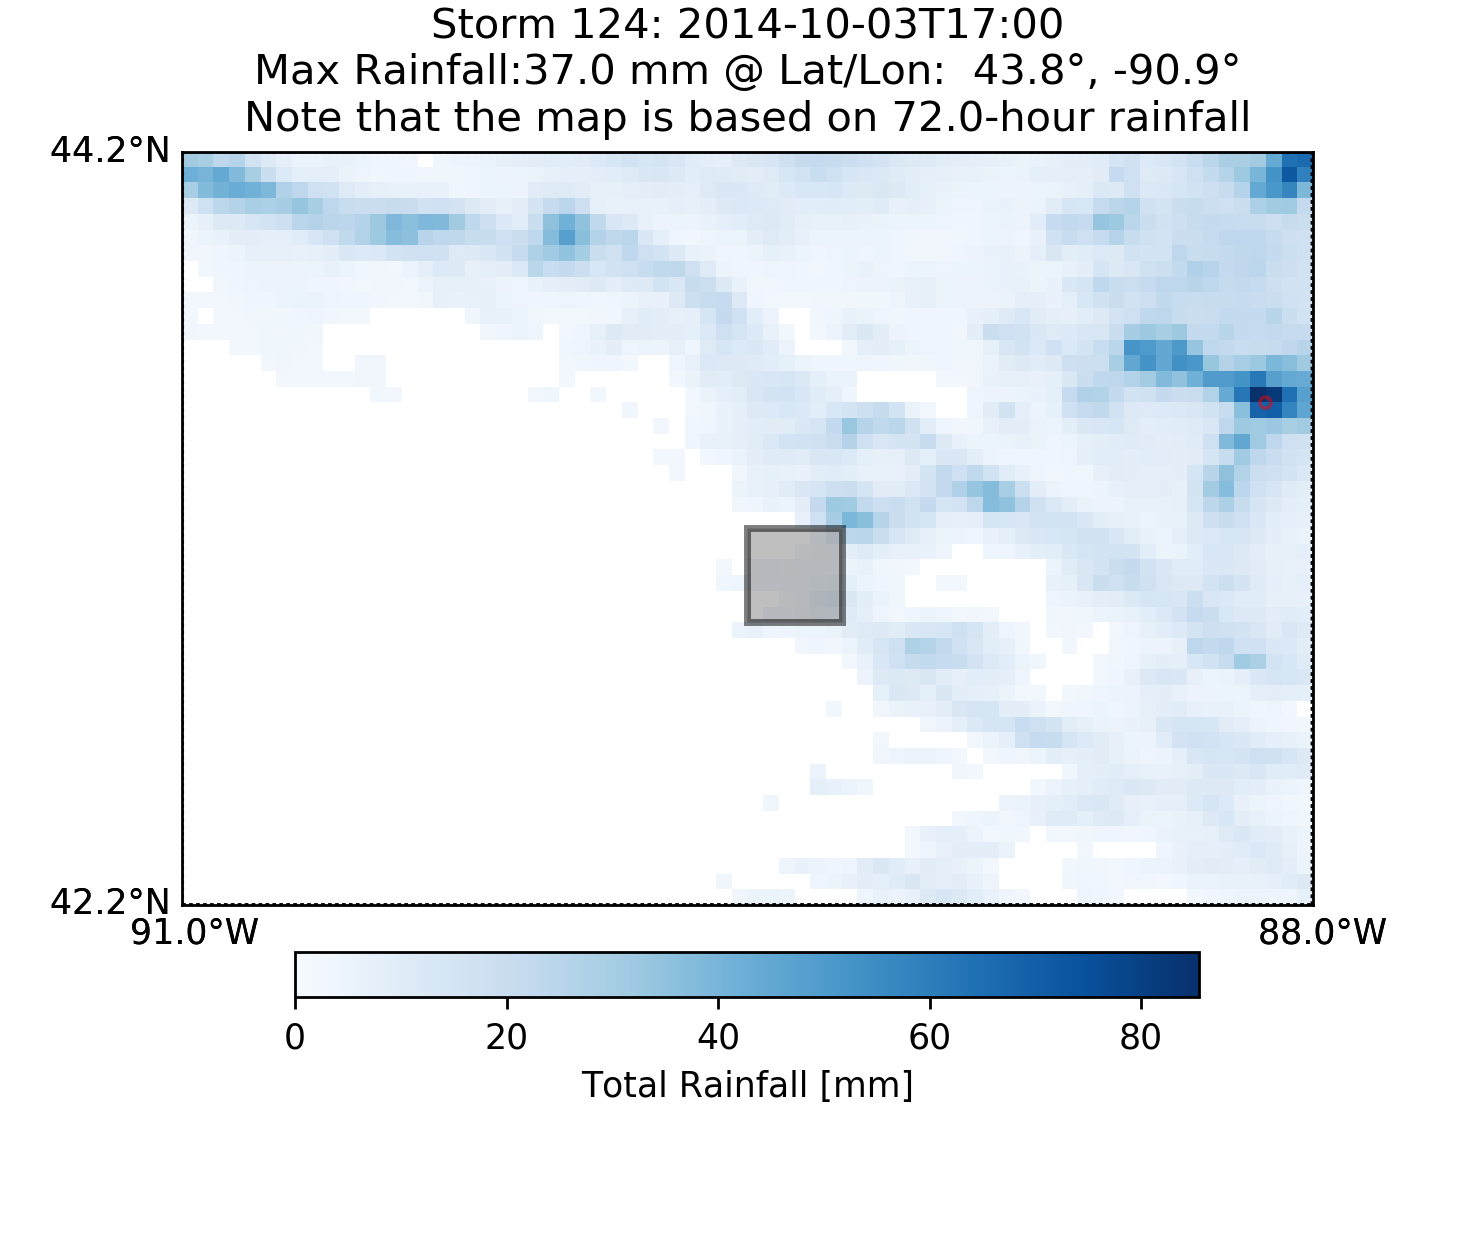 Storm 124: 2014-10-03T17:00
Max Rainfall:37.0 mm @ Lat/Lon:  43.8°, -90.9°
Note that the map is based on 72.0-hour rainfall
44.2°N
42.2°N
91.0°W 88.0°W
0 20 40 60 80
Total Rainfall [mm]